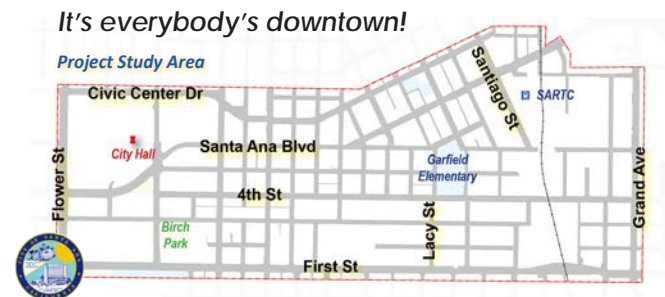 It's everybody's downtown!
Project Study Area
Civic Center Dr
Santiago St
SARTC
City Hall
Santa Ana Blvd
Garfield
Elementary
Flower St
4th St
Lacy St
Grand Ave
Birch
Park
First St